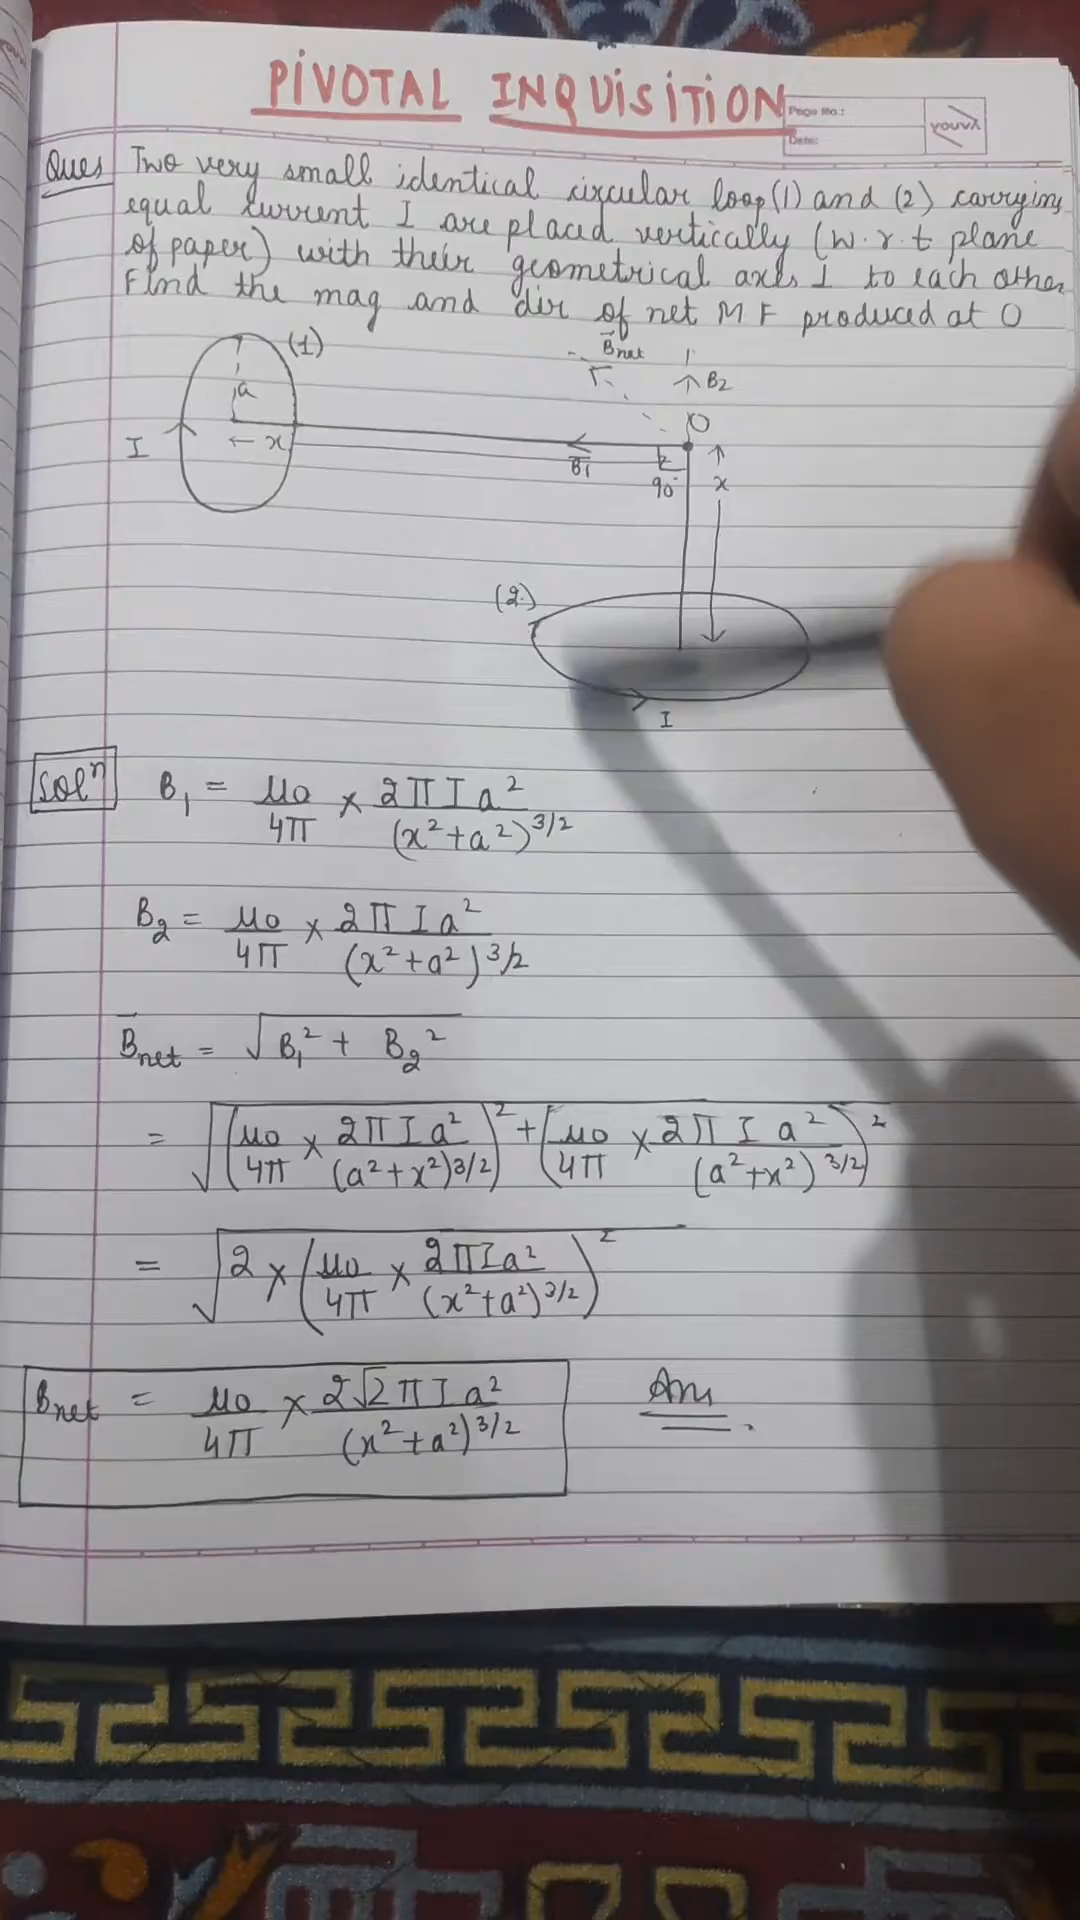 PIVOTAL INQUISITION
Page No.:
Date:
YOUVA
Ques Two very small identical circular loop (1) and (2) carrying
equal current I are placed vertically (w.r.t plane
of paper) with their geometrical axes ⊥ to each other
Find the mag and dir of net MF produced at O
(1)
B⃗net
B2
a
O
I
← x
B⃗1
90°
x
(2)
I
Solⁿ B₁ = μ0/4π × 2πIa²/(x²+a²)^3/2
B₂ = μ0/4π × 2πIa²/(x²+a²)^3/2
B⃗net = √(B₁² + B₂²)
= √((μ0/4π × 2πIa²/(a²+x²)^3/2)² + (μ0/4π × 2πIa²/(a²+x²)^3/2)²)
= √(2 × (μ0/4π × 2πIa²/(x²+a²)^3/2)²)
Bnet = μ0/4π × 2√2πIa²/(x²+a²)^3/2 Ans.